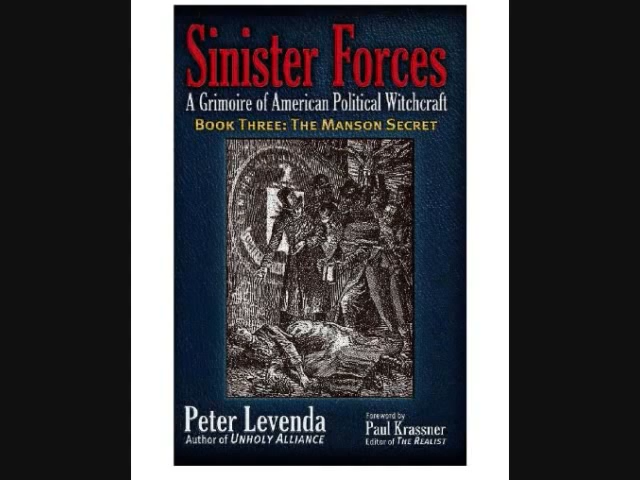 Sinister Forces
A Grimoire of American Political Witchcraft
Book Three: The Manson Secret
Peter Levenda
Author of UNHOLY ALLIANCE
Foreword by
Paul Krassner
Editor of THE REALIST